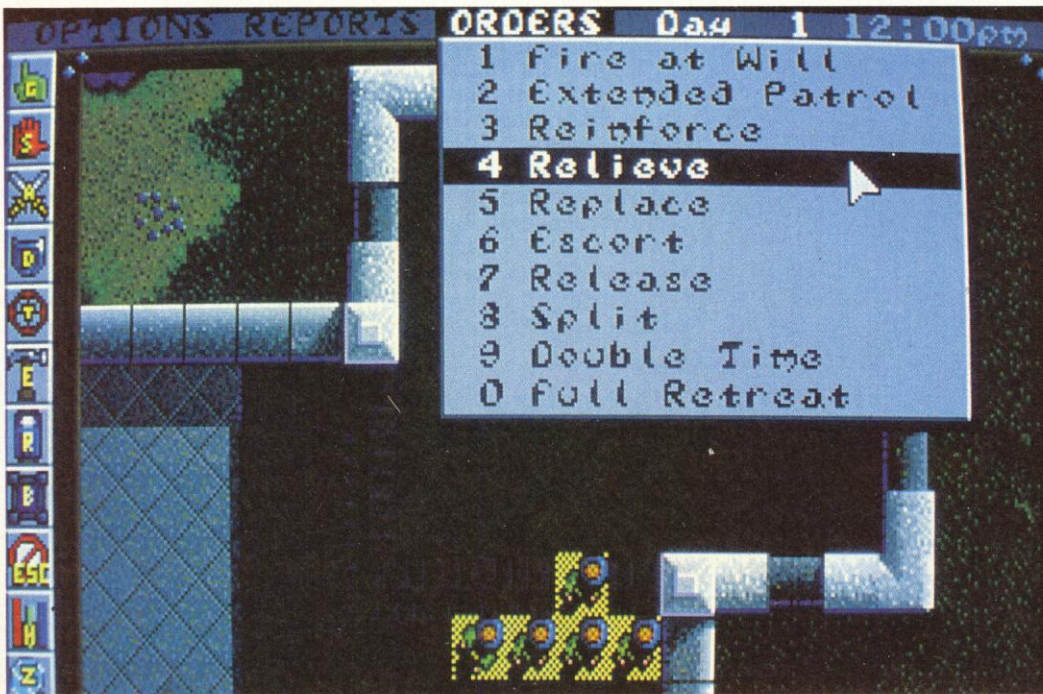 OPTIONS REPORTS ORDERS Day 1 12:00pm
1 Fire at Will
2 Extended Patrol
3 Reinforce
4 Relieve
5 Replace
6 Escort
7 Release
8 Split
9 Double Time
0 Full Retreat
G
S
A
D
T
E
R
B
ESC
H
Z